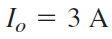 Iₒ = 3 A